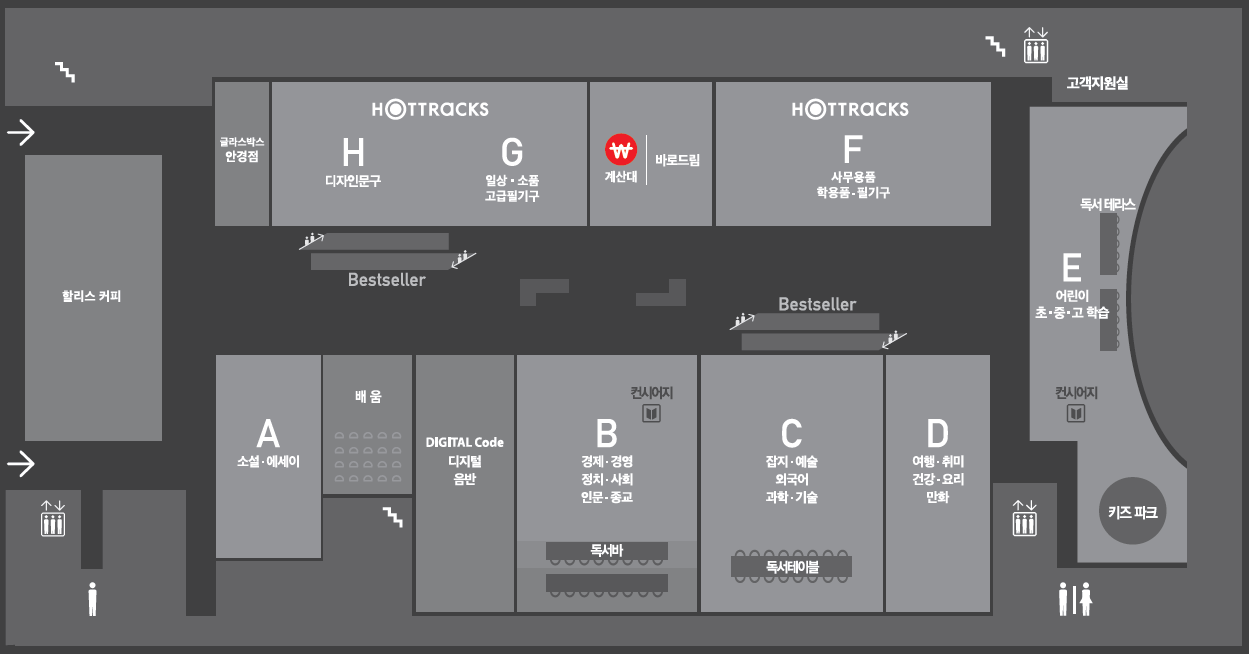 고객지원실
HOTTRACKS
HOTTRACKS
글라스박스
안경점
H
디자인문구
G
일상·소품
고급필기구
₩
계산대
바로드림
F
사무용품
학용품·필기구
독서 테라스
E
어린이
초·중·고 학습
할리스 커피
Bestseller
Bestseller
A
소설·에세이
배움
DIGITAL Code
디지털
음반
컨시어지
B
경제·경영
정치·사회
인문·종교
독서바
C
잡지·예술
외국어
과학·기술
독서테이블
D
여행·취미
건강·요리
만화
컨시어지
키즈 파크